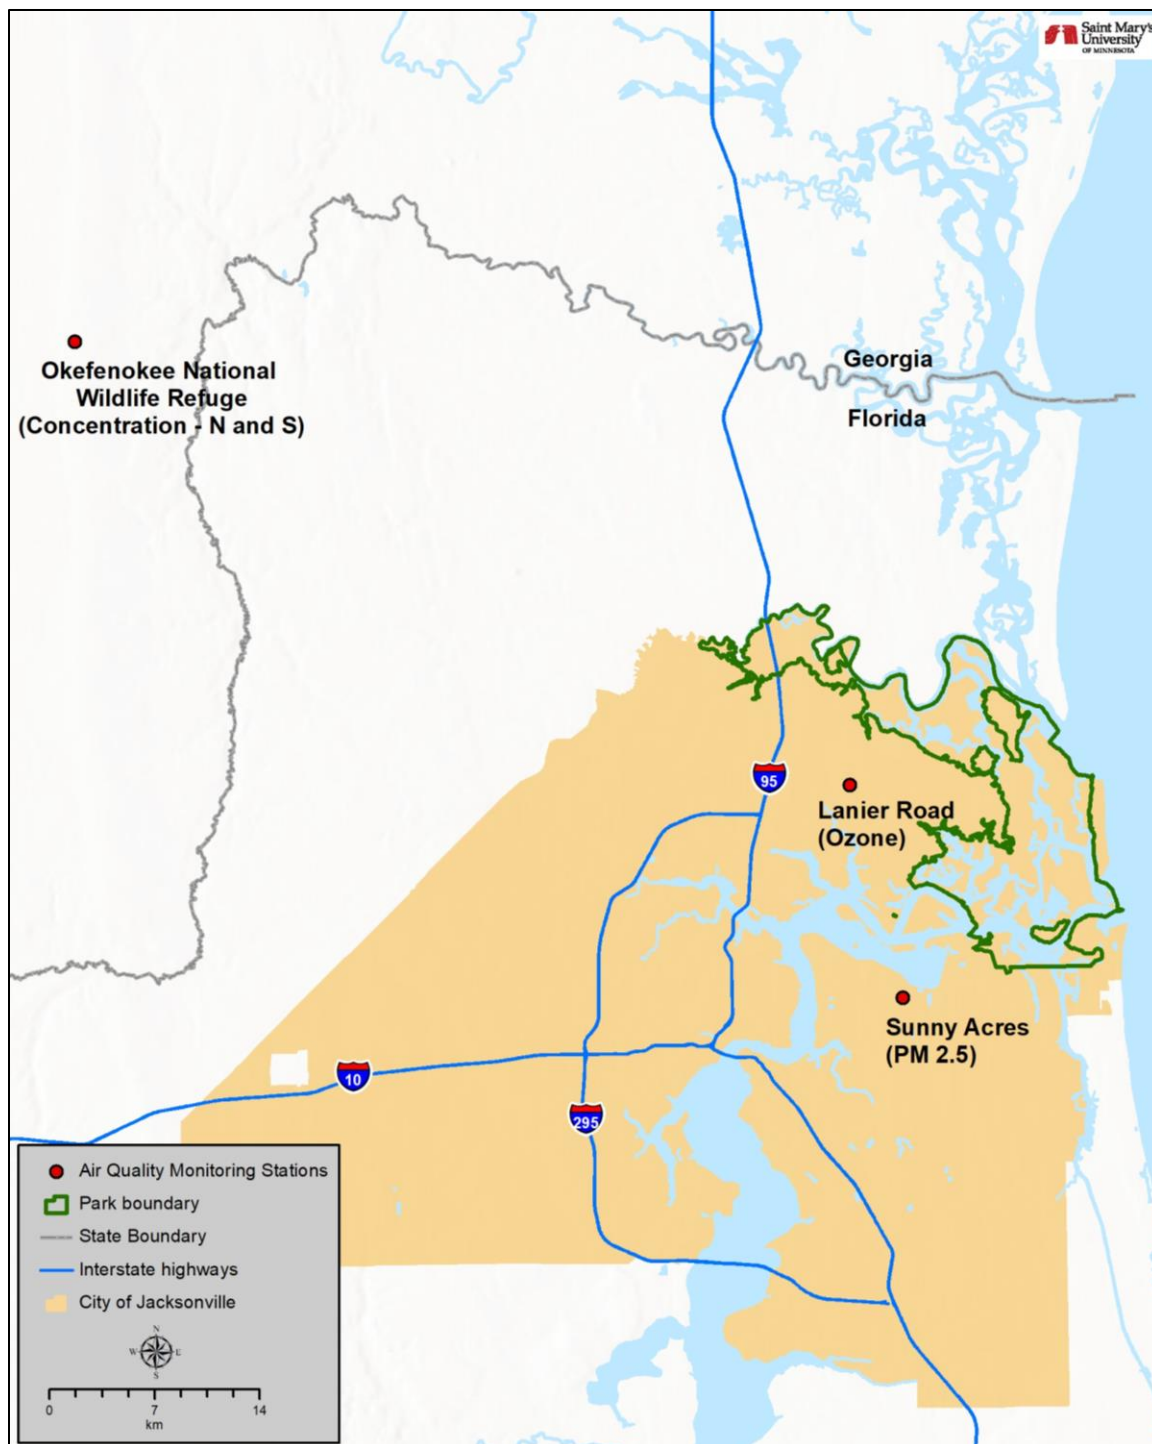 Saint Mary's
University
OF MINNESOTA
Georgia
Florida
Okefenokee National
Wildlife Refuge
(Concentration - N and S)
95
Lanier Road
(Ozone)
Sunny Acres
(PM 2.5)
10
295
Air Quality Monitoring Stations
Park boundary
State Boundary
Interstate highways
City of Jacksonville
N
W E
S
0 7 14
km